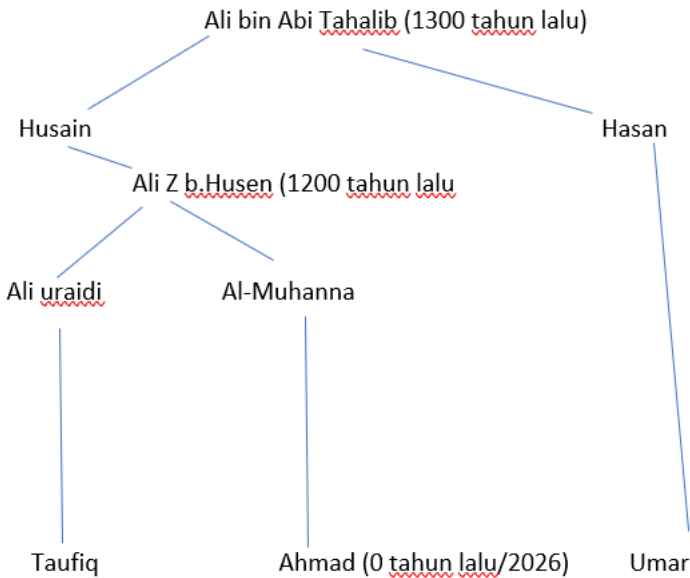 Ali bin Abi Tahalib (1300 tahun lalu)
Husain
Hasan
Ali Z b.Husen (1200 tahun lalu
Ali uraidi
Al-Muhanna
Taufiq
Ahmad (0 tahun lalu/2026)
Umar